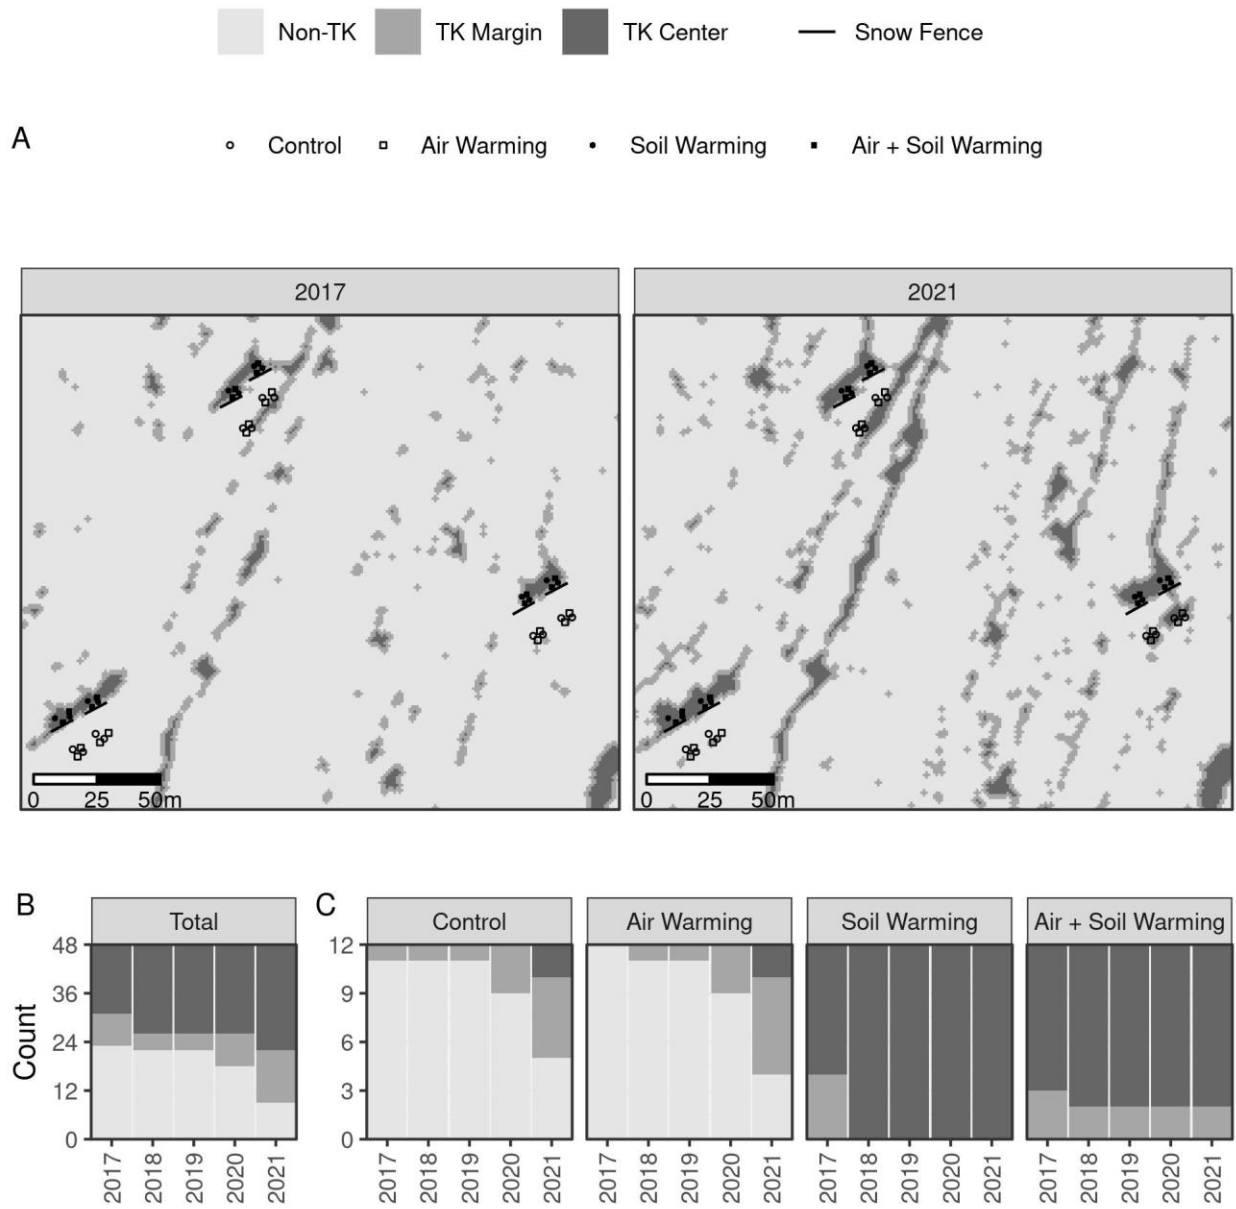 Non-TK TK Margin TK Center Snow Fence
A
Control Air Warming Soil Warming Air + Soil Warming
2017 2021
0 25 50m 0 25 50m
B Total C Control Air Warming Soil Warming Air + Soil Warming
Count
48
36
24
12
0
12
9
6
3
0
2017 2018 2019 2020 2021
2017 2018 2019 2020 2021
2017 2018 2019 2020 2021
2017 2018 2019 2020 2021
2017 2018 2019 2020 2021